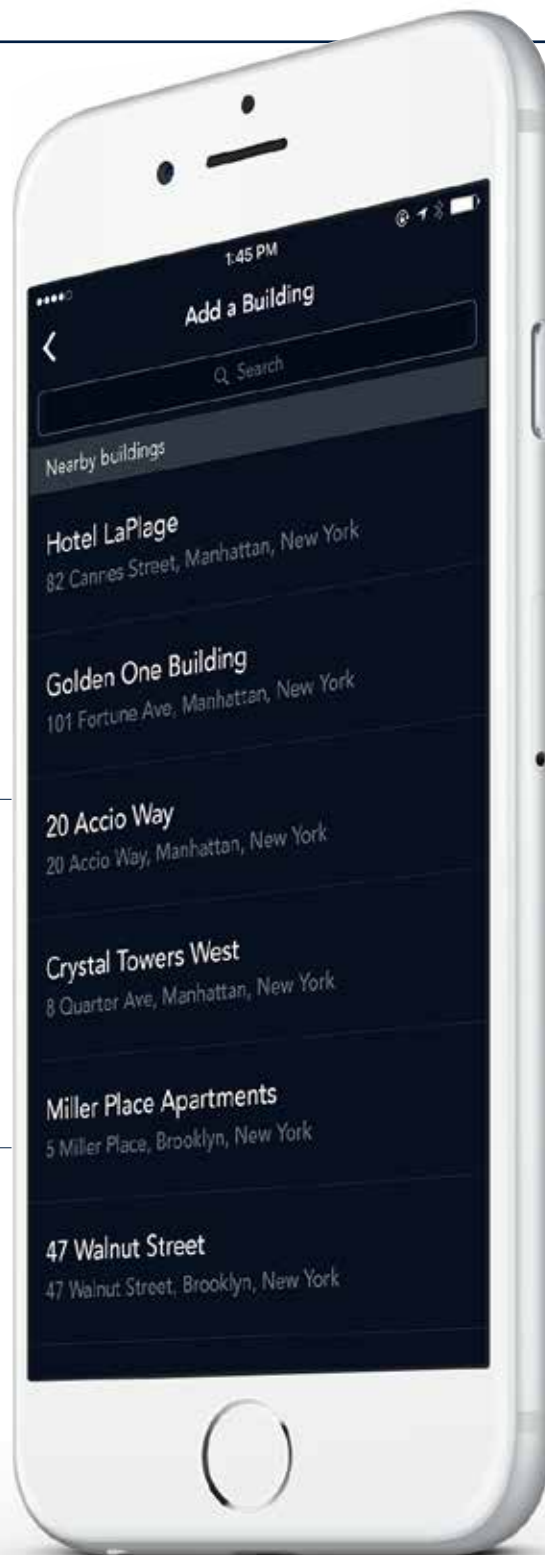 1:45 PM
Add a Building
Search
Nearby buildings
Hotel LaPlage
82 Cannes Street, Manhattan, New York
Golden One Building
101 Fortune Ave, Manhattan, New York
20 Accio Way
20 Accio Way, Manhattan, New York
Crystal Towers West
8 Quarter Ave, Manhattan, New York
Miller Place Apartments
5 Miller Place, Brooklyn, New York
47 Walnut Street
47 Walnut Street, Brooklyn, New York